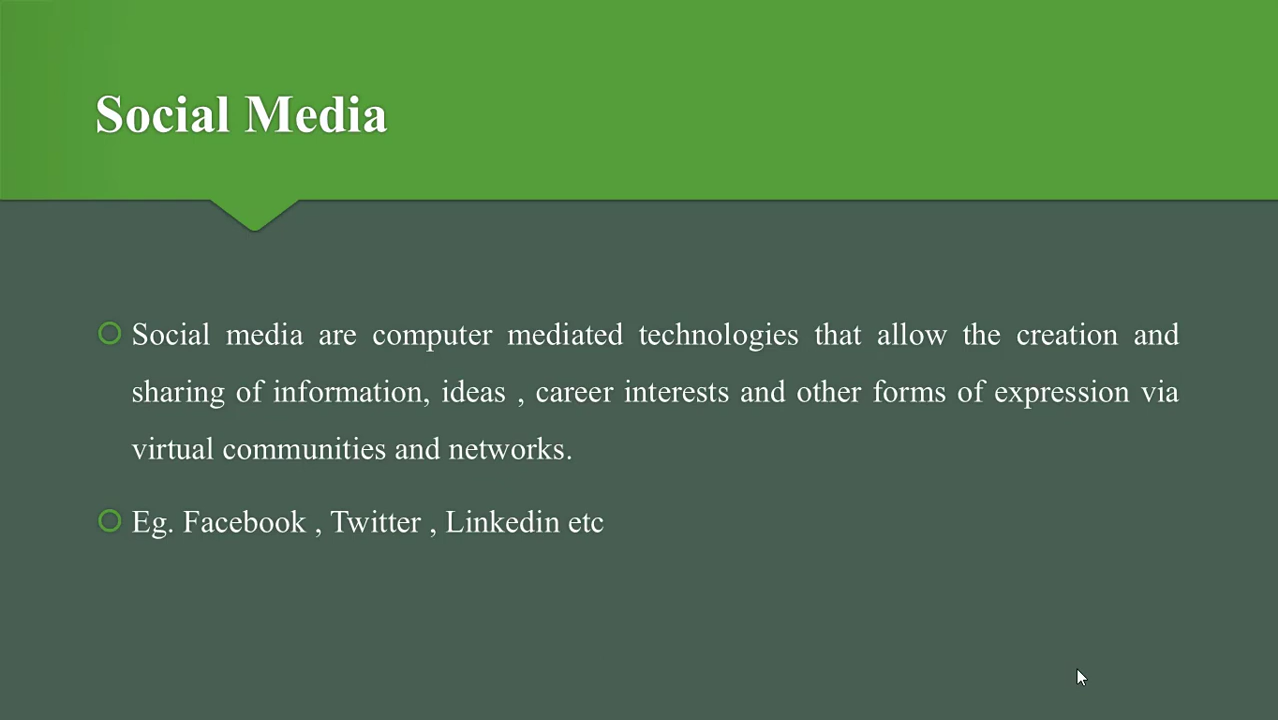 Social Media
Social media are computer mediated technologies that allow the creation and
sharing of information, ideas , career interests and other forms of expression via
virtual communities and networks.
Eg. Facebook , Twitter , Linkedin etc